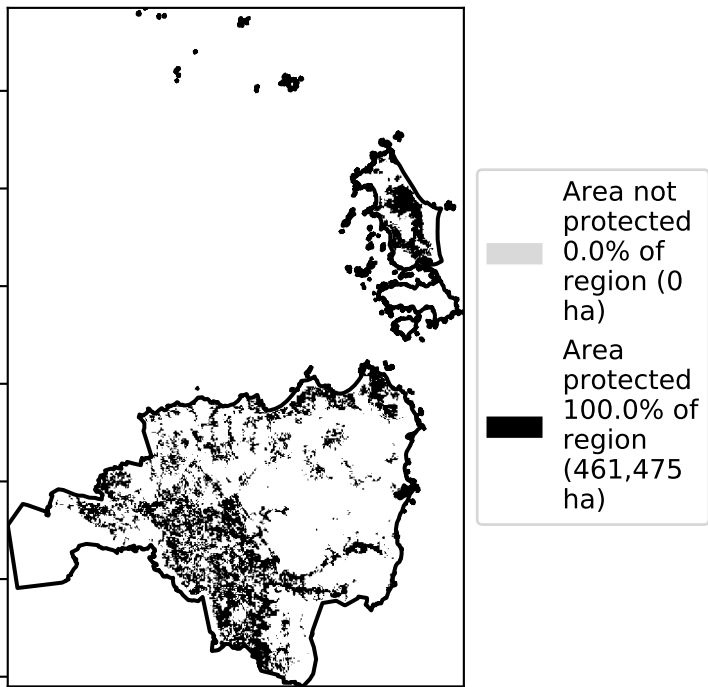 Area not
protected
0.0% of
region (0
ha)
Area
protected
100.0% of
region
(461,475
ha)